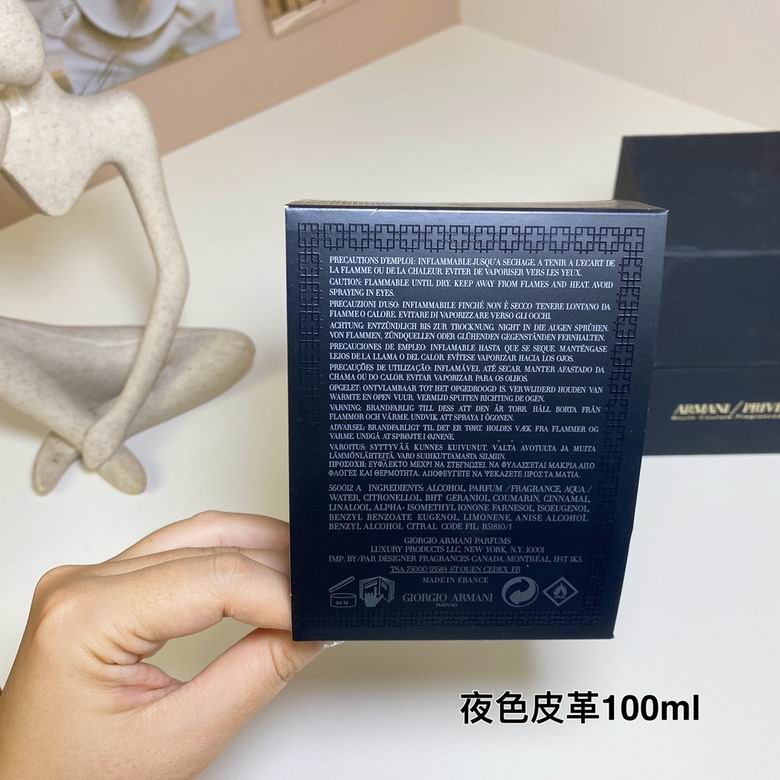 PRECAUTIONS D'EMPLOI: INFLAMMABLE JUSQU'A SECHAGE. A TENIR A L'ECART DE
LA FLAMME OU DE LA CHALEUR. EVITER DE VAPORISER VERS LES YEUX.
CAUTION: FLAMMABLE UNTIL DRY. KEEP AWAY FROM FLAMES AND HEAT. AVOID
SPRAYING IN EYES.
PRECAUZIONI D'USO: INFIAMMABILE FINCHÉ NON È SECCO TENERE LONTANO DA
FIAMME O CALORE. EVITARE DI VAPORIZZARE VERSO GLI OCCHI.
ACHTUNG: ENTZÜNDLICH BIS ZUR TROCKNUNG. NIGHT IN DIE AUGEN SPRÜHEN.
VON FLAMMEN, ZÜNDQUELLEN ODER GLÜHENDEN GEGENSTÄNDEN FERNHALTEN.
PRECAUCIONES DE EMPLEO: INFLAMABLE HASTA QUE SE SEQUE. MANTÉNGASE
LEJOS DE LA LLAMA O DEL CALOR. EVÍTESE VAPORIZAR HACIA LOS OJOS.
PRECAUÇÕES DE UTILIZAÇÃO: INFLAMÁVEL ATÉ SECAR. MANTER AFASTADO DA
CHAMA OU DO CALOR. EVITAR VAPORIZAR PARA OS OLHOS.
OPGELET: ONTVLAMBAAR TOT HET OPGEDROOGD IS. VERWIJDERD HOUDEN VAN
WARMTE EN OPEN VUUR. VERMIJD SPUITEN RICHTING DE OGEN.
VARNING: BRANDFARLIG TILL DESS ATT DEN ÄR TORR HÅLL BORTA FRÅN
FLAMMOR OCH VÄRME. UNDVIK ATT SPRAYA I ÖGONEN.
ADVARSEL: BRANDFARLIGT TIL DET ER TØRT. HOLDES VÆK FRA FLAMMER OG
VARME. UNDGÅ AT SPRØJTE I ØJNENE.
VAROITUS: SYTTYVÄÄ KUNNES KUIVUNUT. VALTA AVOTULTA JA MUITA
LÄMMÖNLÄHTEITÄ. VARO SUIHKUTTAMASTA SILMIIN.
ΠΡΟΣΟΧΗ: ΕΥΦΛΕΚΤΟ ΜΕΧΡΙ ΝΑ ΣΤΕΓΝΩΣΕΙ. ΝΑ ΦΥΛΑΣΣΕΤΑΙ ΜΑΚΡΙΑ ΑΠΟ
ΦΛΟΓΕΣ ΚΑΙ ΘΕΡΜΟΤΗΤΑ. ΑΠΟΦΕΥΓΕΤΕ ΝΑ ΨΕΚΑΖΕΤΕ ΠΡΟΣ ΤΑ ΜΑΤΙΑ
560012 A INGREDIENTS: ALCOHOL, PARFUM / FRAGRANCE, AQUA /
WATER, CITRONELLOL, BHT GERANIOL, COUMARIN, CINNAMAL,
LINALOOL, ALPHA- ISOMETHYL IONONE FARNESOL, ISOEUGENOL,
BENZYL BENZOATE EUGENOL, LIMONENE, ANISE ALCOHOL
BENZYL ALCOHOL CITRAL CODE FIL: B51810/1
GIORGIO ARMANI PARFUMS
LUXURY PRODUCTS LLC, NEW YORK, N.Y. 10001
IMP. BY/PAR DESIGNER FRAGRANCES CANADA, MONTRÉAL, H4T 1K5.
TSA 75000 93584 ST OUEN CEDEX FR
MADE IN FRANCE
24 M
GIORGIO ARMANI
PARFUMS
ARMANI / PRIVÉ
夜色皮革100ml